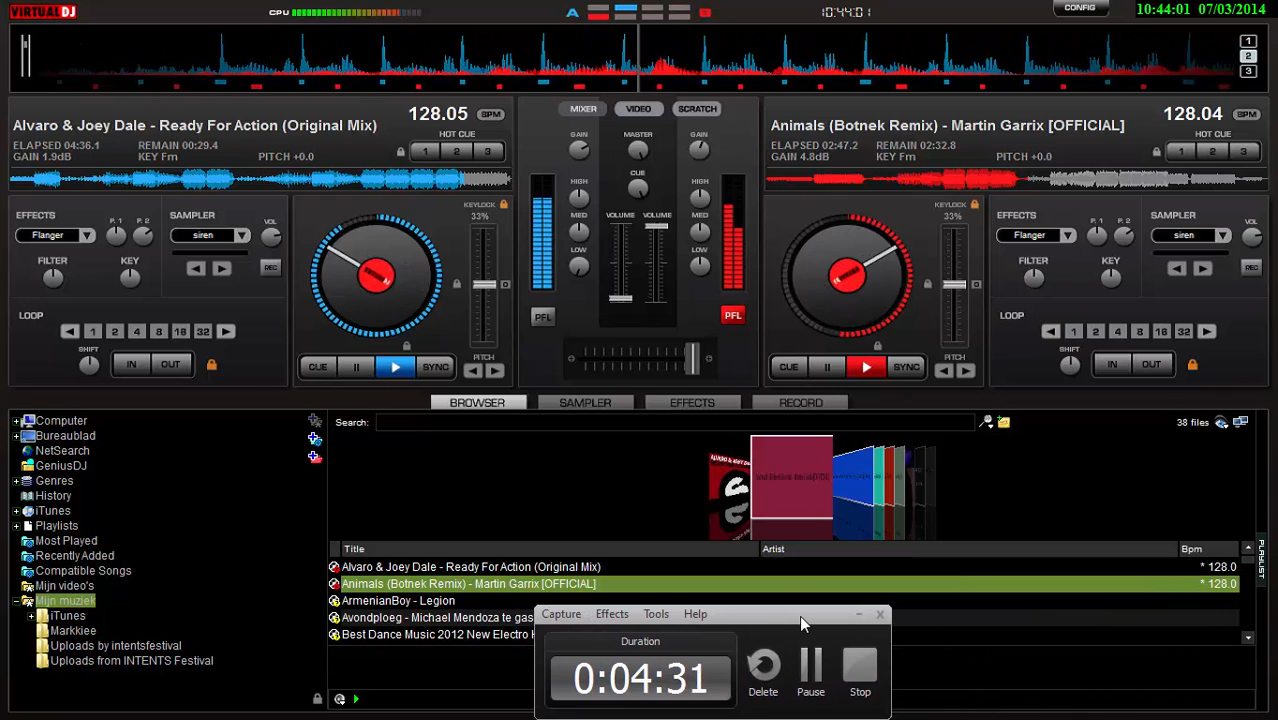 VIRTUAL DJ
CPU
A
B
10:44:01
CONFIG
10:44:01 07/03/2014
1
2
3
128.05 BPM
Alvaro & Joey Dale - Ready For Action (Original Mix)
ELAPSED 04:36.1 REMAIN 00:29.4
GAIN 1.9dB KEY Fm PITCH +0.0
HOT CUE
1 2 3
MIXER VIDEO SCRATCH
GAIN MASTER GAIN
CUE
HIGH HIGH
MED MED
VOLUME VOLUME
LOW LOW
PFL PFL
128.04 BPM
Animals (Botnek Remix) - Martin Garrix [OFFICIAL]
ELAPSED 02:47.2 REMAIN 02:32.8
GAIN 4.8dB KEY Fm PITCH +0.0
HOT CUE
1 2 3
EFFECTS P. 1 P. 2 SAMPLER VOL
Flanger siren
FILTER KEY REC
LOOP
1 2 4 8 16 32
SHIFT IN OUT
KEYLOCK
33%
CUE II SYNC PITCH
KEYLOCK
33%
CUE II SYNC PITCH
EFFECTS P. 1 P. 2 SAMPLER VOL
Flanger siren
FILTER KEY REC
LOOP
1 2 4 8 16 32
SHIFT IN OUT
BROWSER SAMPLER EFFECTS RECORD
Computer
Bureaublad
NetSearch
GeniusDJ
Genres
History
iTunes
Playlists
Most Played
Recently Added
Compatible Songs
Mijn video's
Mijn muziek
iTunes
Markkiee
Uploads by intentsfestival
Uploads from INTENTS Festival
Search: 38 files
Title Artist Bpm
Alvaro & Joey Dale - Ready For Action (Original Mix) * 128.0
Animals (Botnek Remix) - Martin Garrix [OFFICIAL] * 128.0
ArmenianBoy - Legion
Avondploeg - Michael Mendoza te gas
Best Dance Music 2012 New Electro
PLAYLIST
Capture Effects Tools Help
Duration
0:04:31
Delete Pause Stop